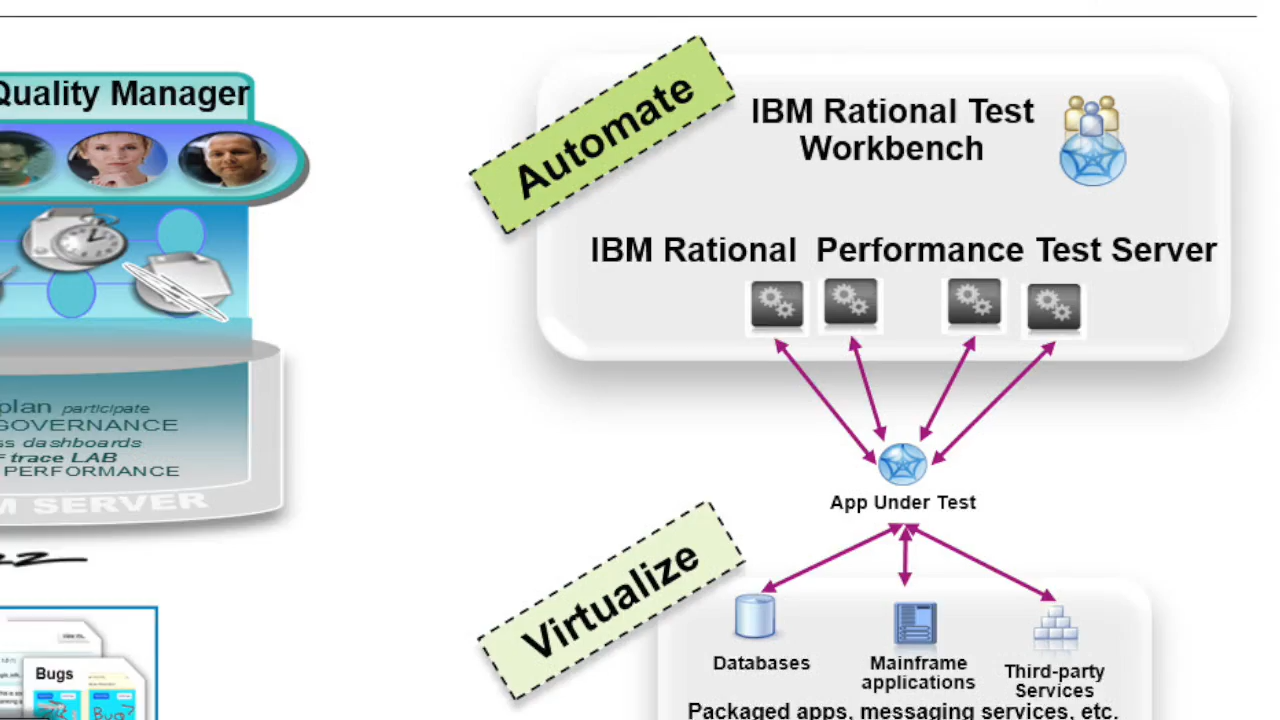 Quality Manager
plan participate
GOVERNANCE
dashboards
trace LAB
PERFORMANCE
SERVER
Bugs
Automate
IBM Rational Test
Workbench
IBM Rational Performance Test Server
App Under Test
Virtualize
Databases
Mainframe
applications
Third-party
Services
Packaged apps, messaging services, etc.